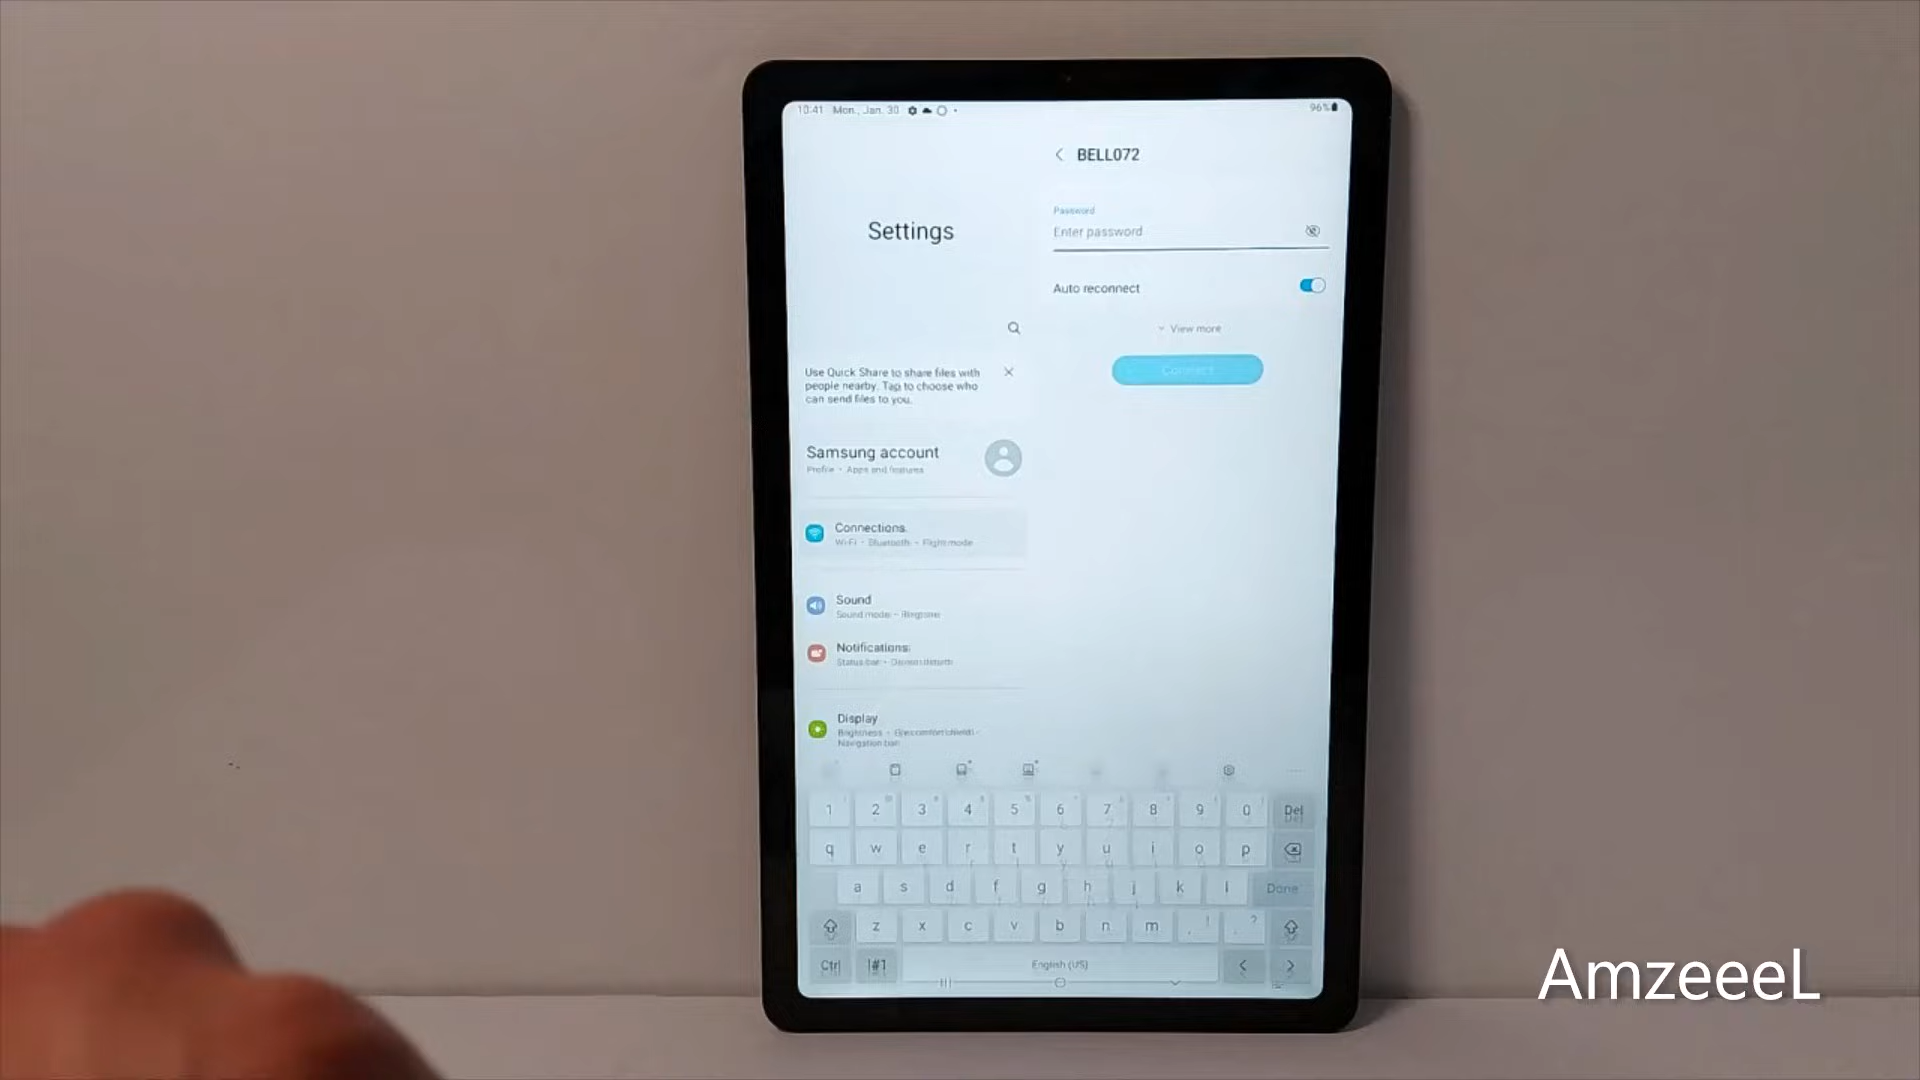 10:41 Mon., Jan. 30
96%
BELL072
Password
Enter password
Settings
Auto reconnect
View more
Connect
Use Quick Share to share files with
people nearby. Tap to choose who
can send files to you.
Samsung account
Profile • Apps and features
Connections
Wi-Fi • Bluetooth • Flight mode
Sound
Sound mode • Ringtone
Notifications
Status bar • Do not disturb
Display
Brightness • Eye comfort shield •
Navigation bar
1 2 3 4 5 6 7 8 9 0 Del
q w e r t y u i o p
a s d f g h j k l Done
z x c v b n m , ! . ?
Ctrl !#1 English (US) < >
AmzeeeL